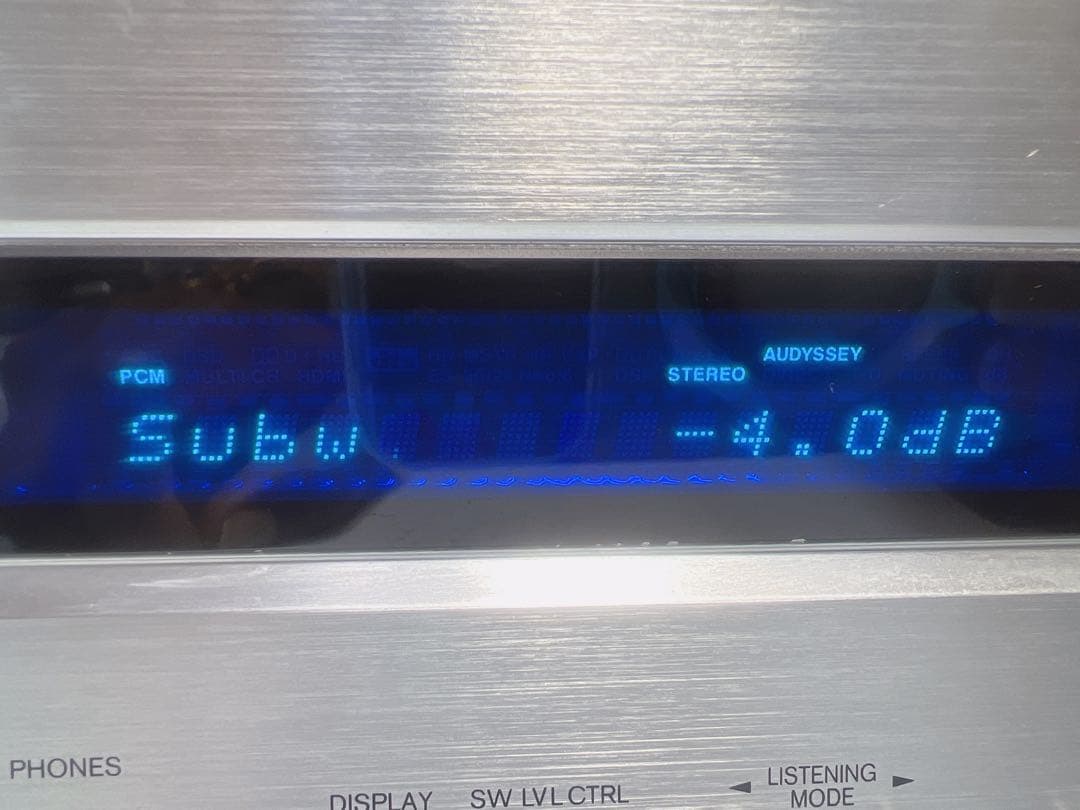 AUDYSSEY
PCM STEREO
Subw. -4.0dB
PHONES
DISPLAY SW LVL CTRL
LISTENING
MODE